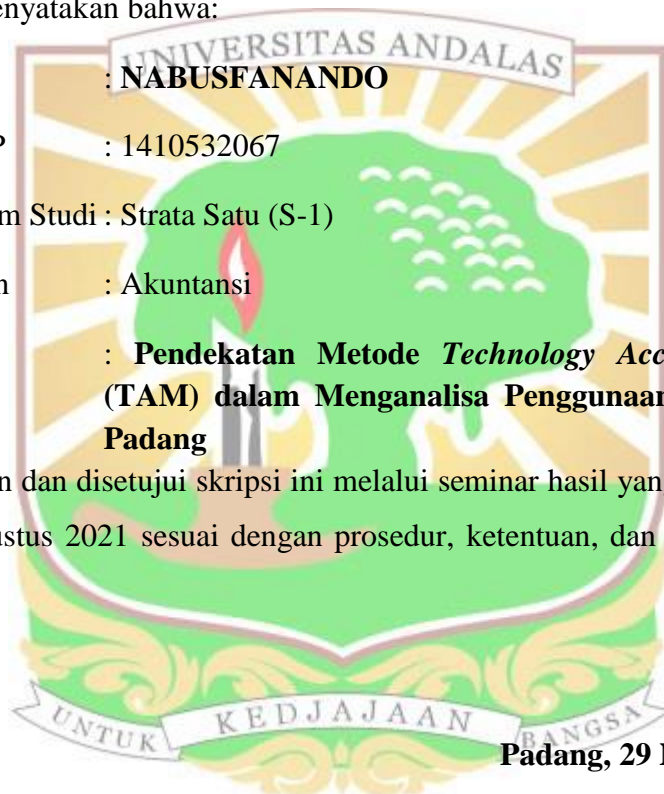 enyatakan bahwa:
UNIVERSITAS ANDALAS
: NABUSFANANDO
P : 1410532067
m Studi : Strata Satu (S-1)
n : Akuntansi
: Pendekatan Metode Technology Acc
(TAM) dalam Menganalisa Penggunaan
Padang
n dan disetujui skripsi ini melalui seminar hasil yan
ustus 2021 sesuai dengan prosedur, ketentuan, dan
UNTUK KEDJAJAAN BANGSA
Padang, 29